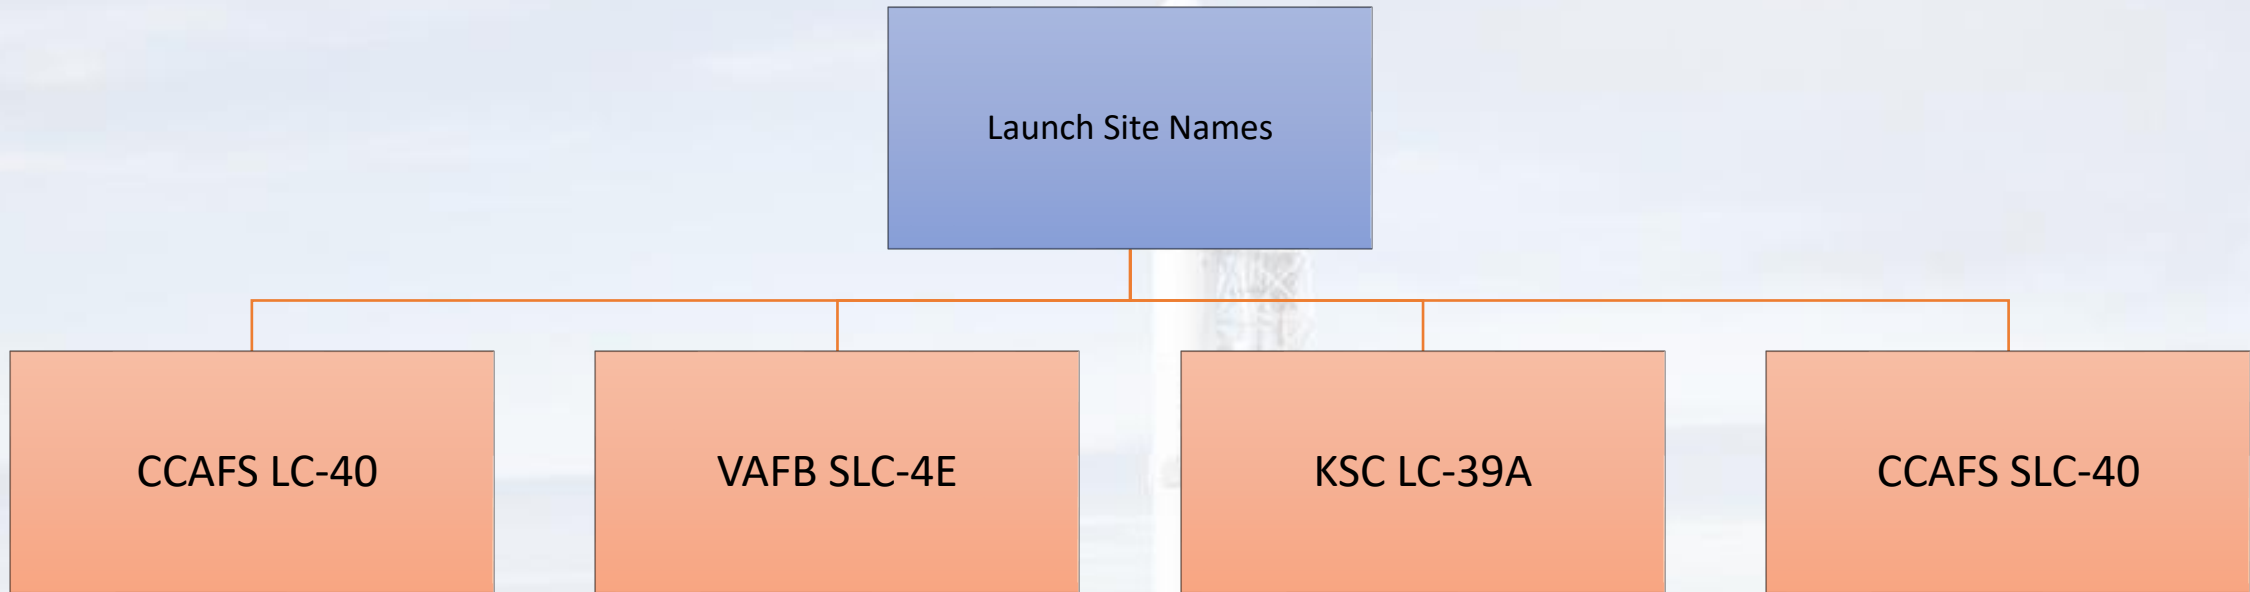 Launch Site Names
CCAFS LC-40
VAFB SLC-4E
KSC LC-39A
CCAFS SLC-40